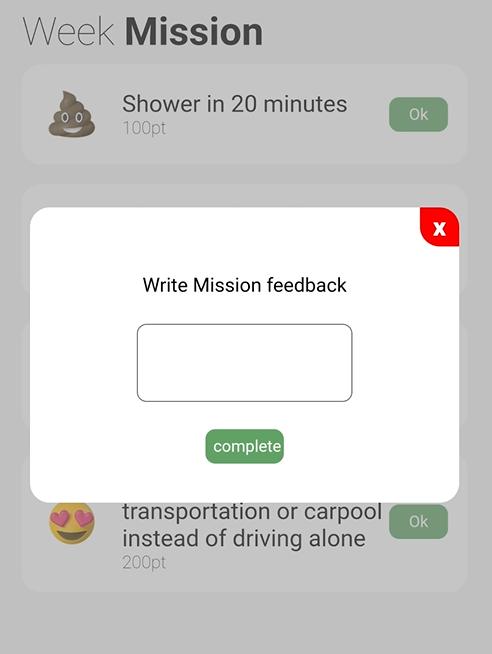 Week Mission
Shower in 20 minutes
100pt
Ok
X
Write Mission feedback
complete
transportation or carpool
instead of driving alone
200pt
Ok